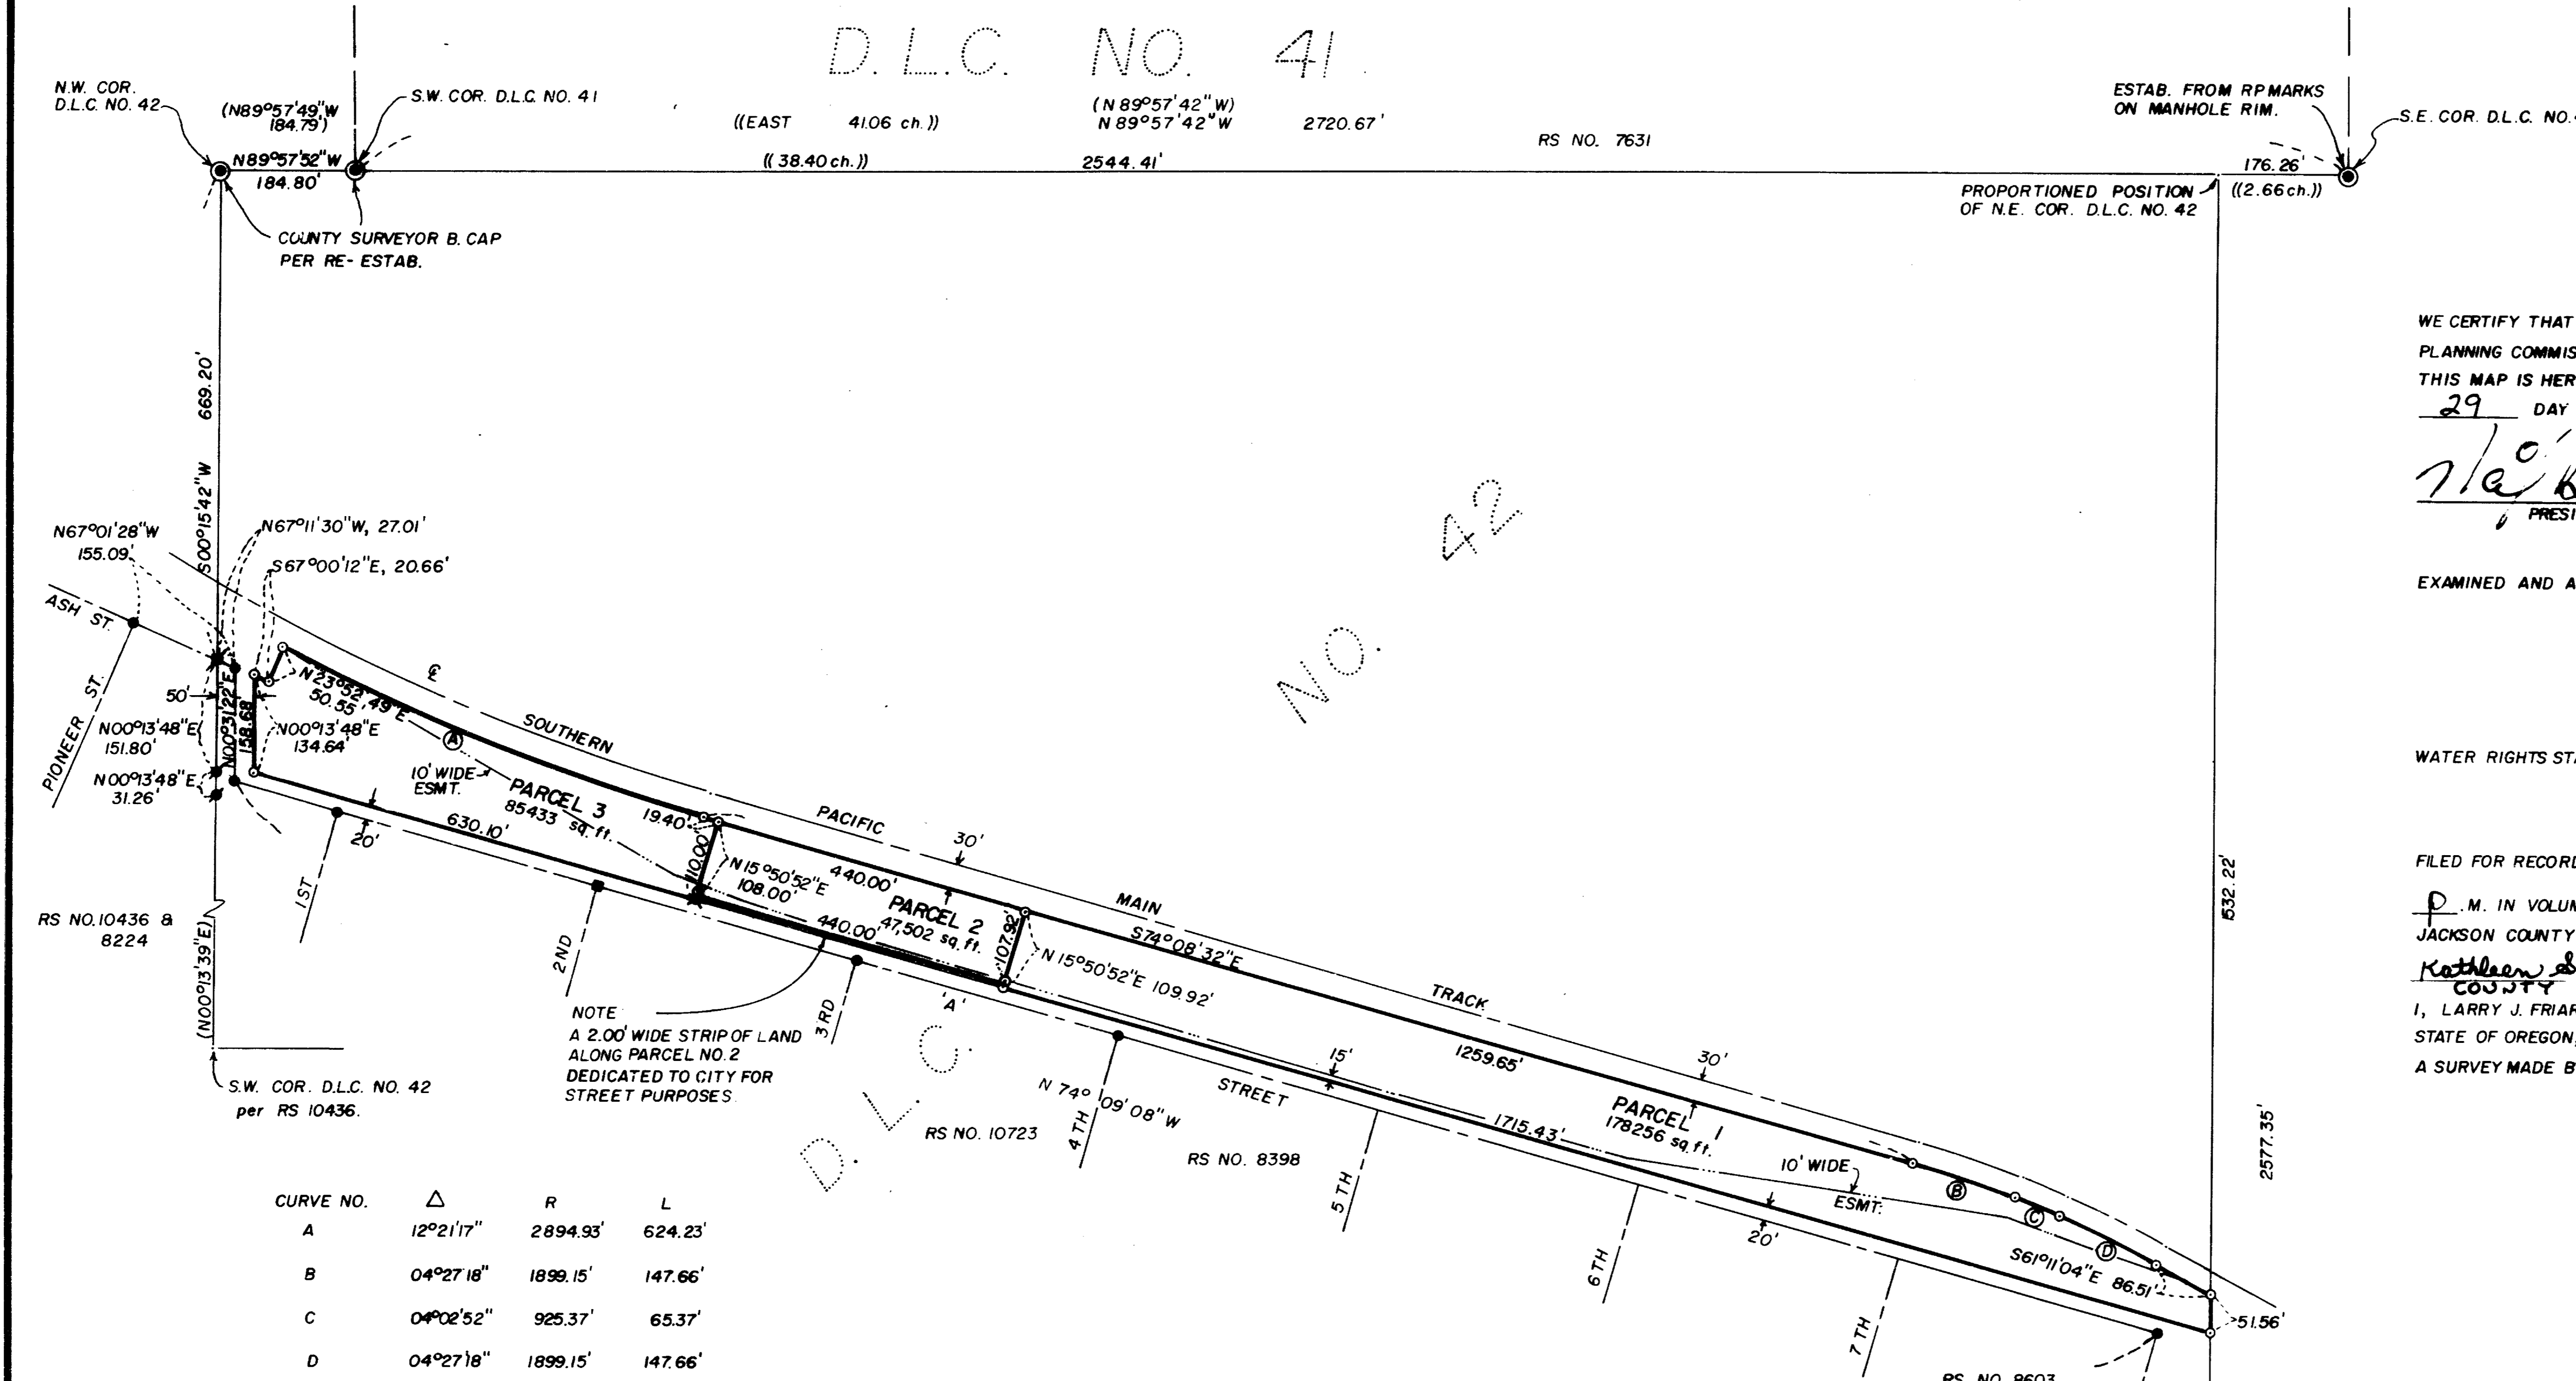 D.L.C. NO. 41
N.W. COR.
D.L.C. NO. 42
(N89°57'49"W
184.79')
S.W. COR. D.L.C. NO. 41
((EAST 41.06 ch.))
(N 89°57'42"W)
N 89°57'42"W 2720.67'
RS NO. 7631
ESTAB. FROM RP MARKS
ON MANHOLE RIM.
S.E. COR. D.L.C. NO.
N89°57'52"W
184.80'
((38.40 ch.))
2544.41'
176.26'
((2.66 ch.))
PROPORTIONED POSITION
OF N.E. COR. D.L.C. NO. 42
COUNTY SURVEYOR B. CAP
PER RE-ESTAB.
S00°15'42"W 669.20'
WE CERTIFY THAT
PLANNING COMMIS
THIS MAP IS HER
29 DAY
PRESI
EXAMINED AND A
WATER RIGHTS STA
FILED FOR RECOR
P.M. IN VOLUM
JACKSON COUNTY
Kathleen S
COUNTY
I, LARRY J. FRIAR
STATE OF OREGON,
A SURVEY MADE B
N67°01'28"W
155.09'
N67°11'30"W, 27.01'
S67°00'12"E, 20.66'
ASH ST.
PIONEER ST.
50'
N00°13'48"E
151.80'
N00°13'48"E
31.26'
N00°31'22"E
158.68'
N23°52'49"E
50.55'
N00°13'48"E
134.64'
℄
A
SOUTHERN
PACIFIC
MAIN
TRACK
10' WIDE
ESMT.
PARCEL 3
85433 sq. ft.
19.40'
110.00'
630.10'
20'
N15°50'52"E
108.00'
440.00'
PARCEL 2
47,502 sq. ft.
440.00'
107.92'
30'
S74°08'32"E
N 15°50'52"E 109.92'
D. L. C. NO. 42
1ST
2ND
3RD
'A'
STREET
RS NO. 10436 &
8224
(N00°13'39"E)
S.W. COR. D.L.C. NO. 42
per RS 10436.
NOTE
A 2.00' WIDE STRIP OF LAND
ALONG PARCEL NO. 2
DEDICATED TO CITY FOR
STREET PURPOSES.
N 74° 09' 08" W
RS NO. 10723
RS NO. 8398
4TH
5TH
6TH
7TH
15'
1259.65'
30'
1715.43'
PARCEL 1
178256 sq. ft.
10' WIDE
ESMT.
20'
B
C
D
S61°11'04"E 86.51'
51.56'
1532.22'
2577.35'
RS NO. 8603
CURVE NO. △ R L
A 12°21'17" 2894.93' 624.23'
B 04°27'18" 1899.15' 147.66'
C 04°02'52" 925.37' 65.37'
D 04°27'18" 1899.15' 147.66'